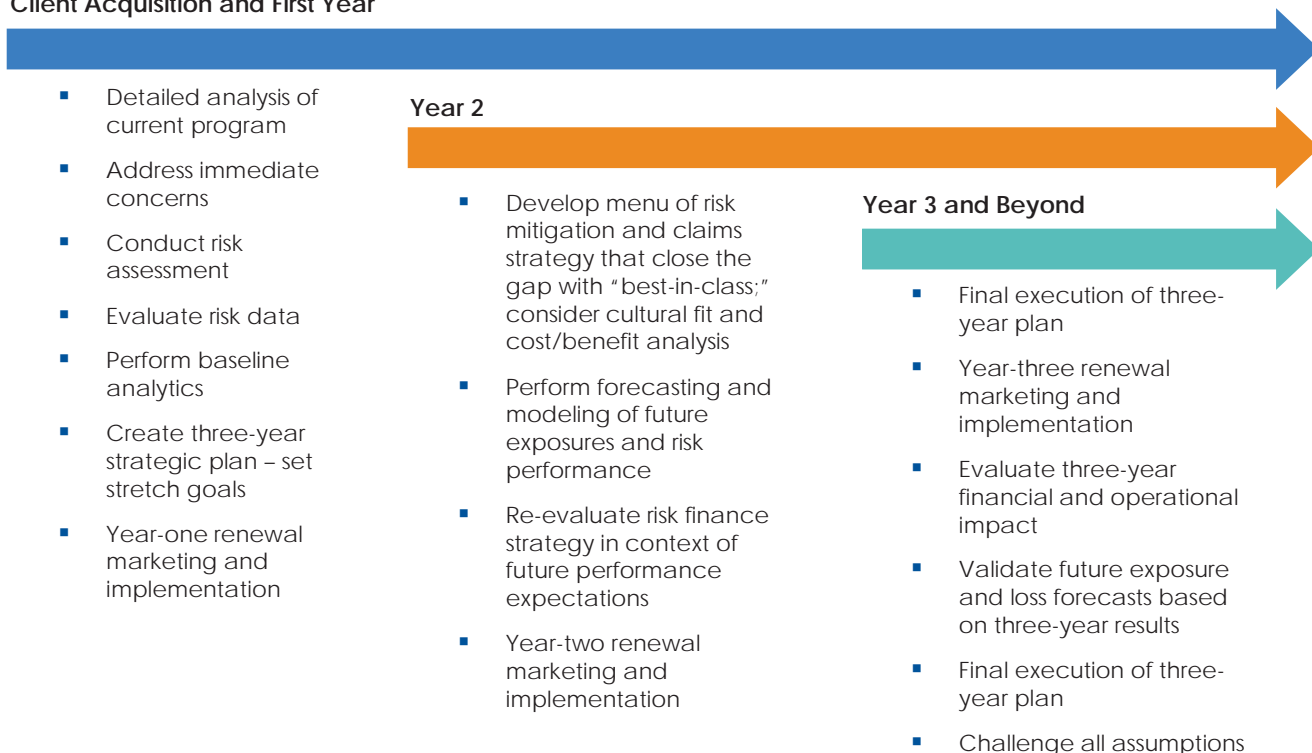 Client Acquisition and First Year
▪ Detailed analysis of
current program
▪ Address immediate
concerns
▪ Conduct risk
assessment
▪ Evaluate risk data
▪ Perform baseline
analytics
▪ Create three-year
strategic plan – set
stretch goals
▪ Year-one renewal
marketing and
implementation
Year 2
▪ Develop menu of risk
mitigation and claims
strategy that close the
gap with “best-in-class;”
consider cultural fit and
cost/benefit analysis
▪ Perform forecasting and
modeling of future
exposures and risk
performance
▪ Re-evaluate risk finance
strategy in context of
future performance
expectations
▪ Year-two renewal
marketing and
implementation
Year 3 and Beyond
▪ Final execution of three-
year plan
▪ Year-three renewal
marketing and
implementation
▪ Evaluate three-year
financial and operational
impact
▪ Validate future exposure
and loss forecasts based
on three-year results
▪ Final execution of three-
year plan
▪ Challenge all assumptions